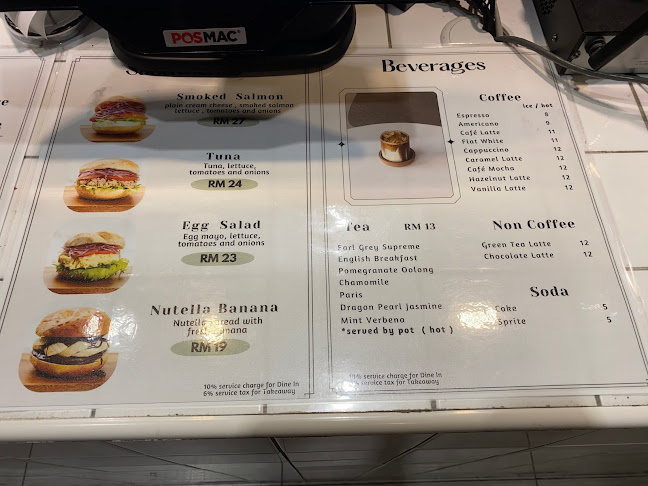 POSMAC
Smoked Salmon
plain cream cheese, smoked salmon
lettuce, tomatoes and onions
RM 27
Tuna
Tuna, lettuce,
tomatoes and onions
RM 24
Egg Salad
Egg mayo, lettuce,
tomatoes and onions
RM 23
Nutella Banana
Nutella with
RM 19
10% service charge for Dine In
6% service tax for Takeaway
Beverages
Coffee
ice / hot
Espresso 8
Americano 9
Café Latte 11
Flat White 11
Cappuccino 12
Caramel Latte 12
Café Mocha 12
Hazelnut Latte 12
Vanilla Latte 12
Tea RM 13
Earl Grey Supreme
English Breakfast
Pomegranate Oolong
Chamomile
Paris
Dragon Pearl Jasmine
Mint Verbena
*served by pot ( hot )
Non Coffee
Green Tea Latte 12
Chocolate Latte 12
Soda
Coke 5
Sprite 5
10% service charge for Dine In
6% service tax for Takeaway